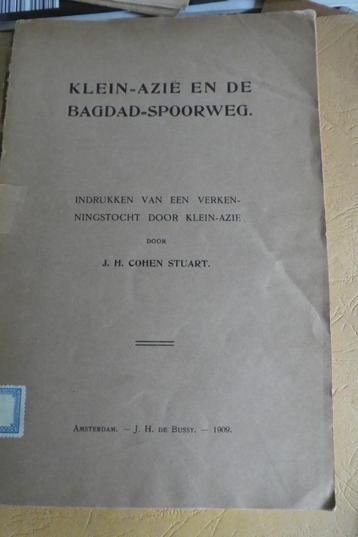 KLEIN-AZIË EN DE
BAGDAD-SPOORWEG.
INDRUKKEN VAN EEN VERKEN-
NINGSTOCHT DOOR KLEIN-AZIË
DOOR
J. H. COHEN STUART.
AMSTERDAM. — J. H. DE BUSSY. — 1909.